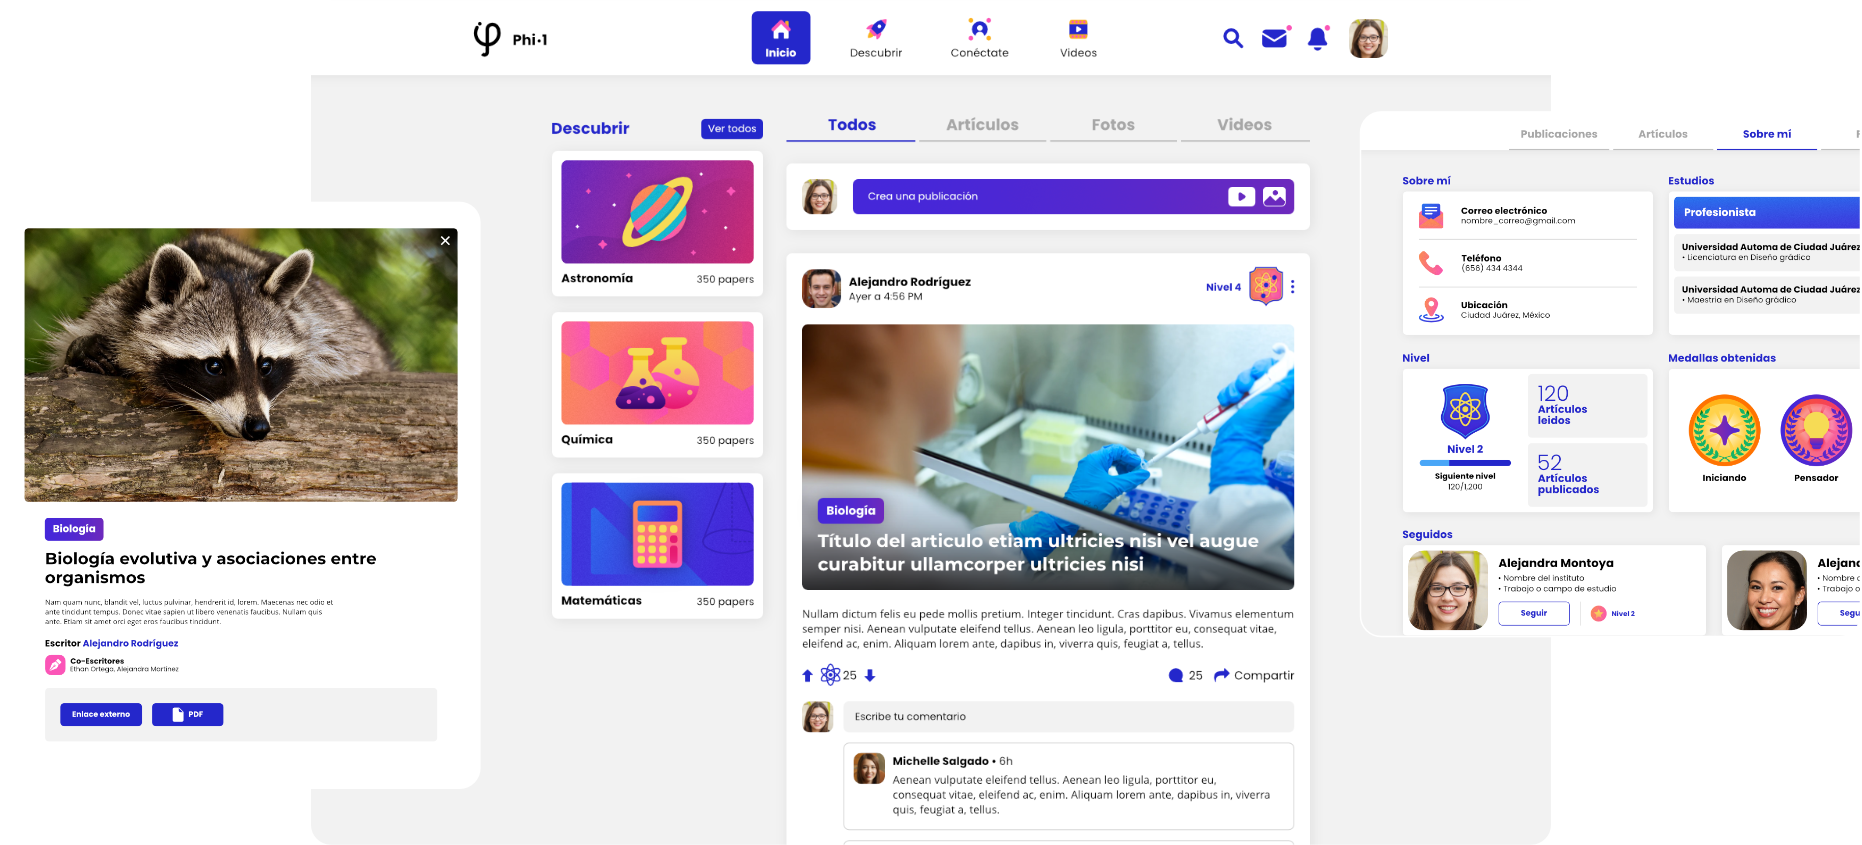 Phi·1
Inicio
Descubrir
Conéctate
Videos
Descubrir
Ver todos
Astronomía
350 papers
Química
350 papers
Matemáticas
350 papers
Todos
Artículos
Fotos
Videos
Crea una publicación
Alejandro Rodríguez
Ayer a 4:56 PM
Nivel 4
Biología
Título del articulo etiam ultricies nisi vel augue
curabitur ullamcorper ultricies nisi
Nullam dictum felis eu pede mollis pretium. Integer tincidunt. Cras dapibus. Vivamus elementum
semper nisi. Aenean vulputate eleifend tellus. Aenean leo ligula, porttitor eu, consequat vitae,
eleifend ac, enim. Aliquam lorem ante, dapibus in, viverra quis, feugiat a, tellus.
25
25
Compartir
Escribe tu comentario
Michelle Salgado • 6h
Aenean vulputate eleifend tellus. Aenean leo ligula, porttitor eu,
consequat vitae, eleifend ac, enim. Aliquam lorem ante, dapibus in, viverra
quis, feugiat a, tellus.
Biología
Biología evolutiva y asociaciones entre
organismos
Nam quam nunc, blandit vel, luctus pulvinar, hendrerit id, lorem. Maecenas nec odio et
ante tincidunt tempus. Donec vitae sapien ut libero venenatis faucibus. Nullam quis
ante. Etiam sit amet orci eget eros faucibus tincidunt.
Escritor Alejandro Rodríguez
Co-Escritores
Ethan Ortega, Alejandro Martinez
Enlace externo
PDF
Publicaciones
Artículos
Sobre mí
F
Sobre mí
Correo electrónico
nombre_correo@gmail.com
Teléfono
(656) 434 4344
Ubicación
Ciudad Juárez, México
Estudios
Profesionista
Universidad Automa de Ciudad Juárez
• Licenciatura en Diseño grádico
Universidad Automa de Ciudad Juárez
• Maestria en Diseño grádico
Nivel
Nivel 2
Siguiente nivel
120/1,200
120
Artículos
leidos
52
Artículos
publicados
Medallas obtenidas
Iniciando
Pensador
Seguidos
Alejandra Montoya
• Nombre del instituto
• Trabajo o campo de estudio
Seguir
Nivel 2
Alejand
• Nombre d
• Trabajo o
Segu